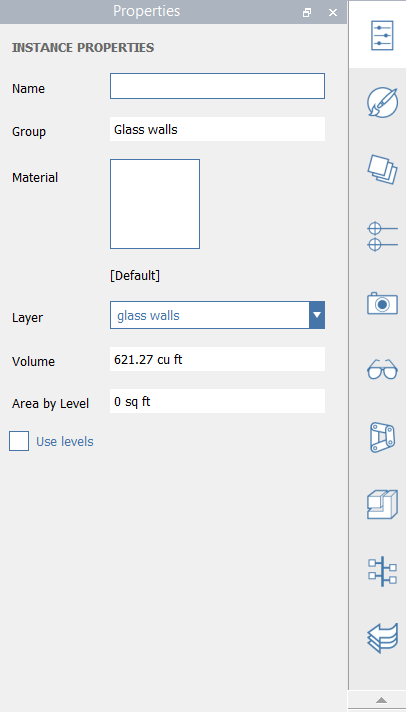 Properties
INSTANCE PROPERTIES
Name
Group Glass walls
Material
[Default]
Layer glass walls
Volume 621.27 cu ft
Area by Level 0 sq ft
Use levels